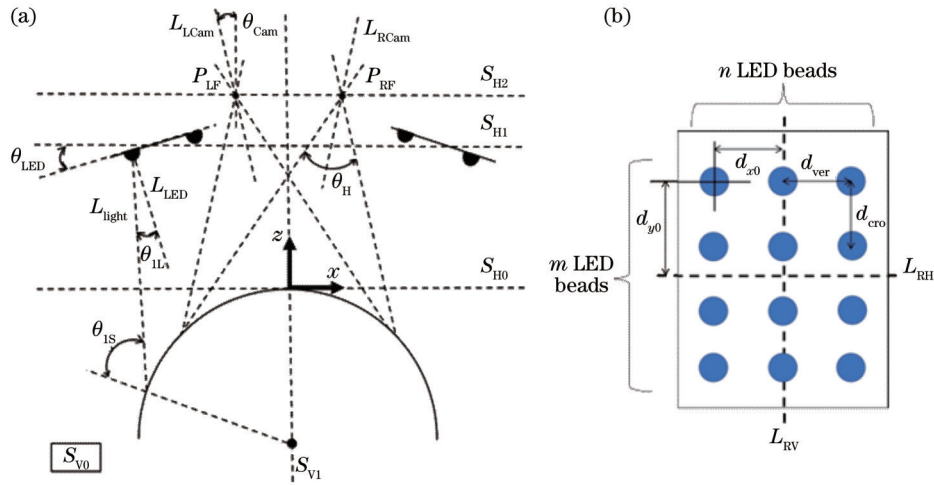 (a)
L_LCam
θ_Cam
L_RCam
P_LF
P_RF
S_H2
S_H1
θ_LED
θ_H
L_LED
L_light
θ_1L
z
x
S_H0
θ_1S
S_V0
S_V1
(b)
n LED beads
d_x0
d_ver
d_y0
d_cro
m LED
beads
L_RH
L_RV